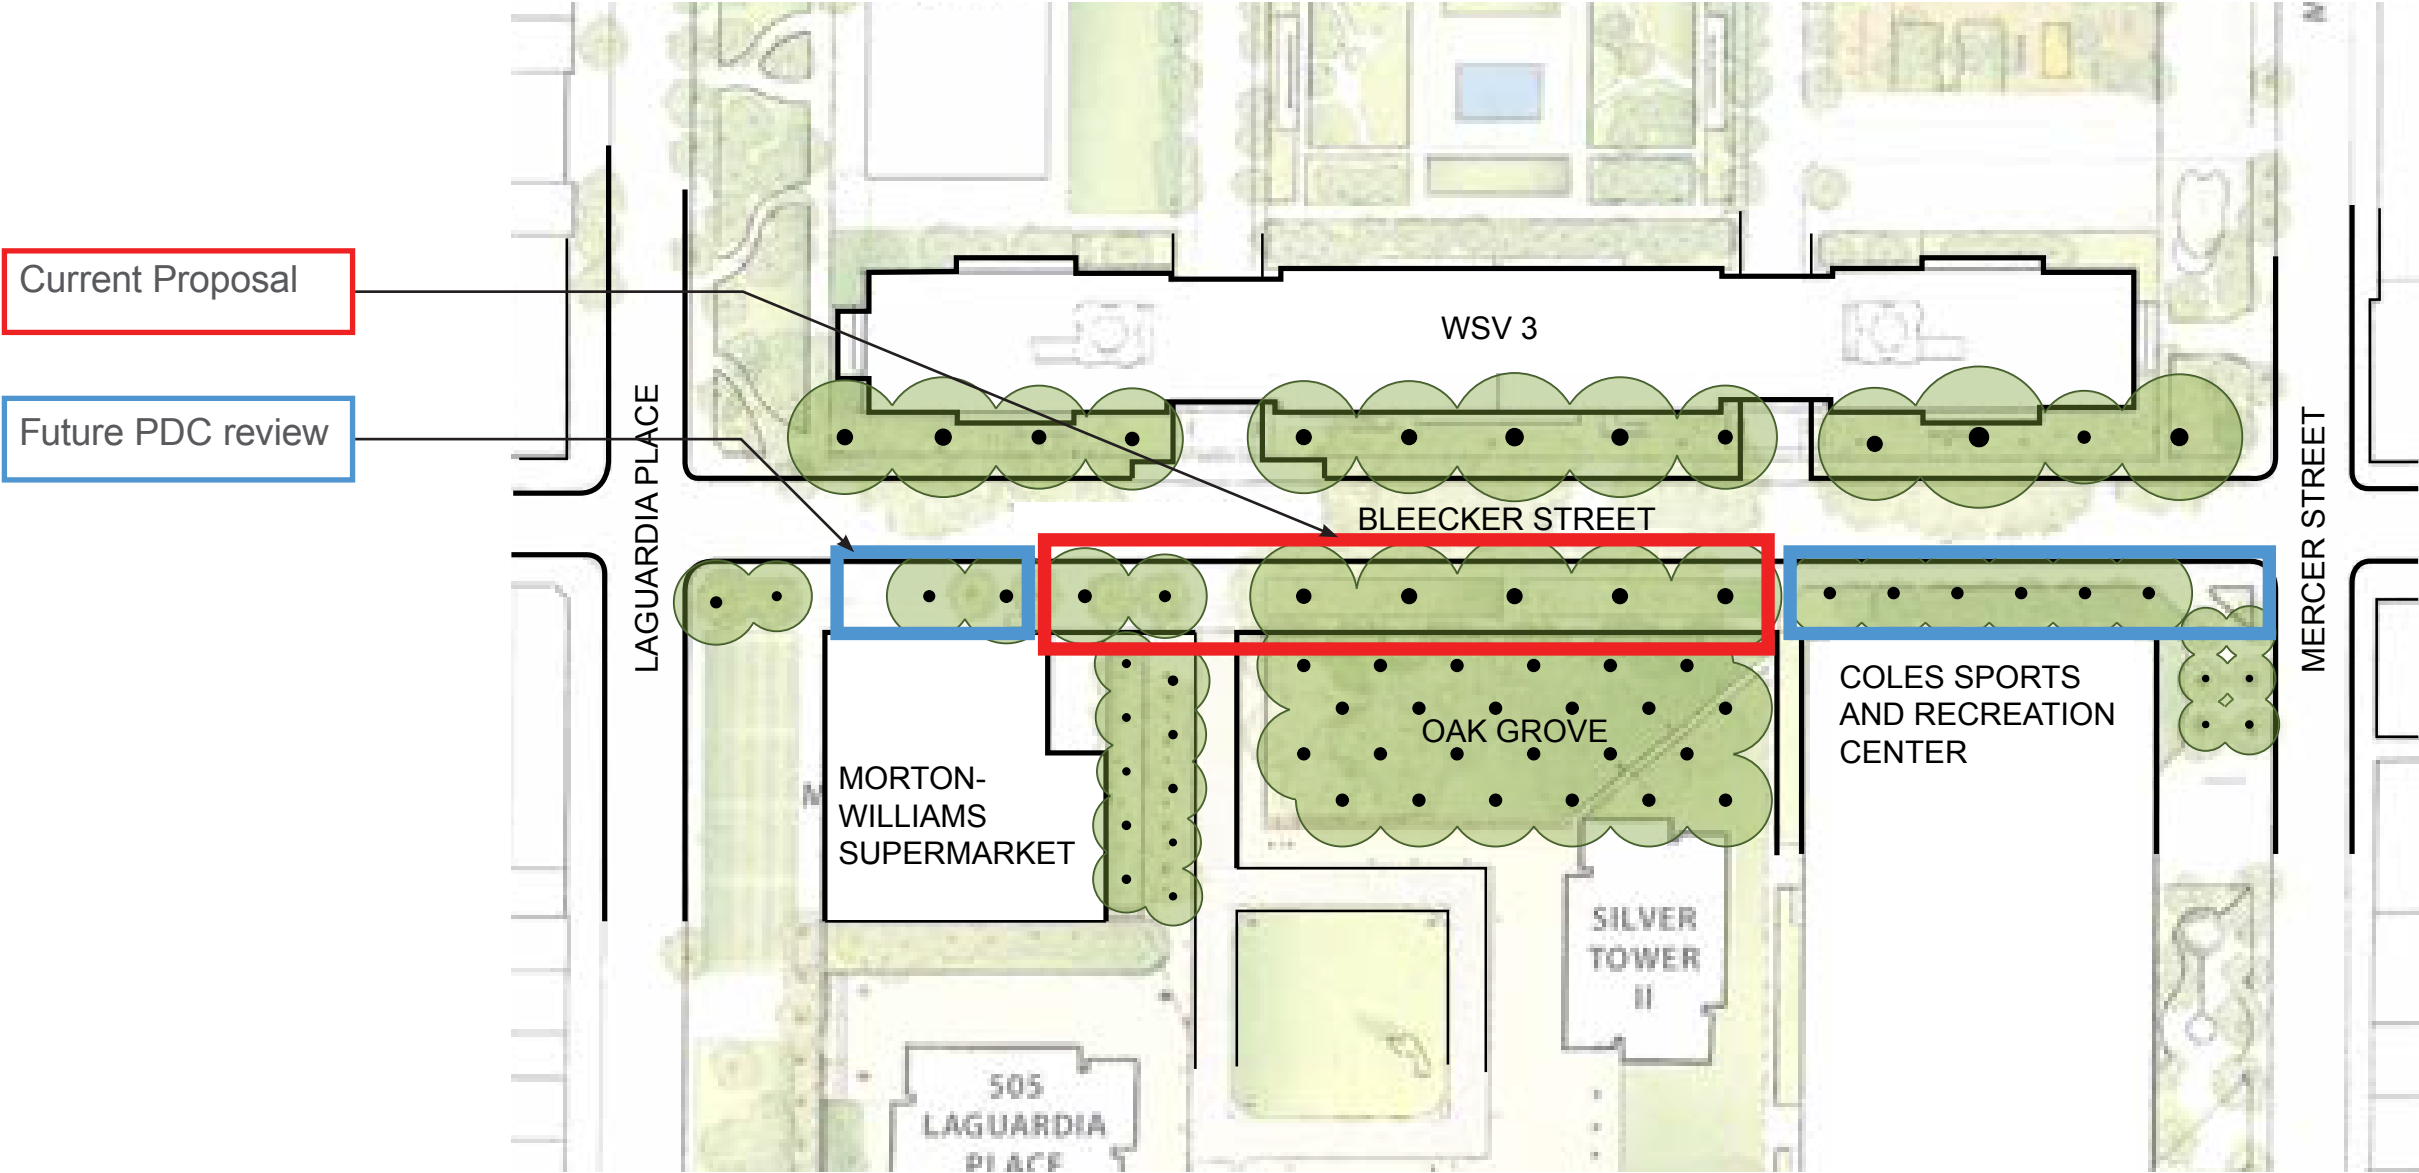 Current Proposal
Future PDC review
WSV 3
LAGUARDIA PLACE
BLEECKER STREET
MERCER STREET
OAK GROVE
COLES SPORTS
AND RECREATION
CENTER
MORTON-
WILLIAMS
SUPERMARKET
SILVER
TOWER
II
505
LAGUARDIA
PLACE